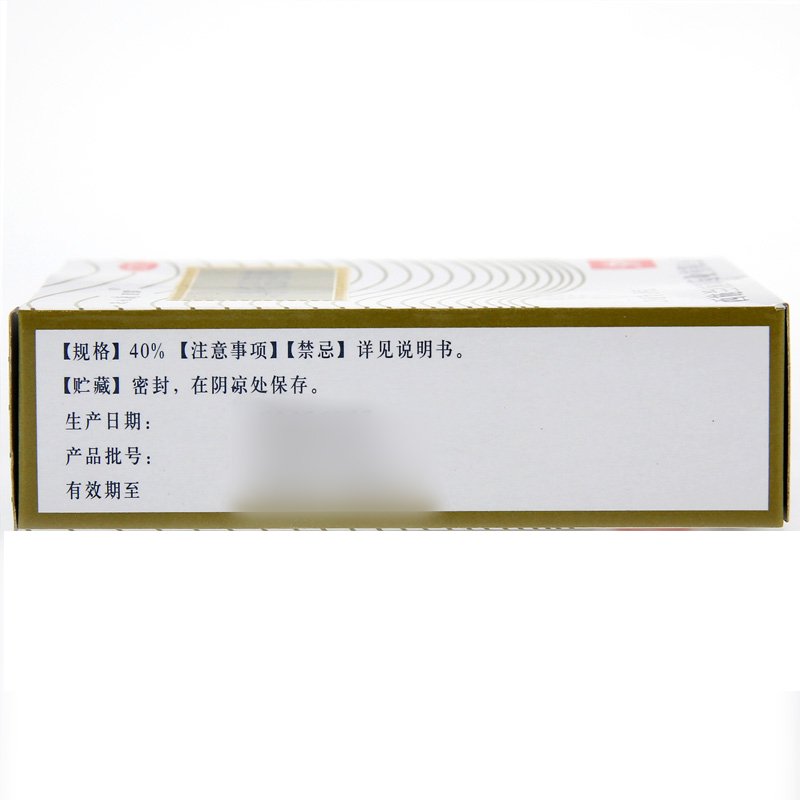 【规格】40% 【注意事项】【禁忌】详见说明书。
【贮藏】密封，在阴凉处保存。
生产日期：
产品批号：
有效期至